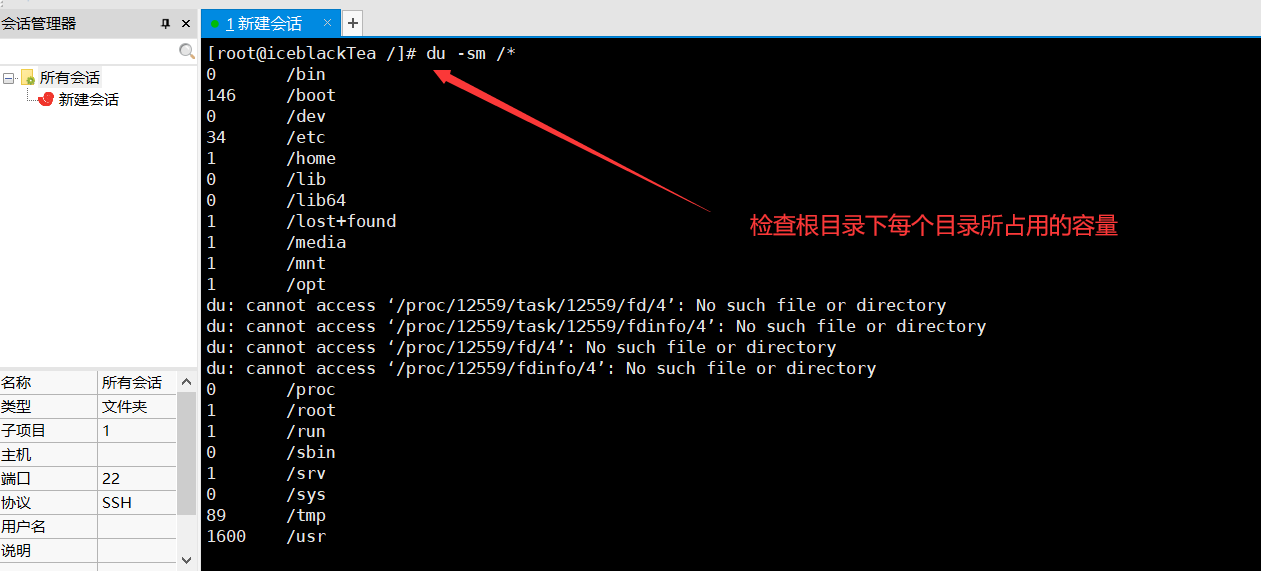 会话管理器
所有会话
新建会话
名称 所有会话
类型 文件夹
子项目 1
主机
端口 22
协议 SSH
用户名
说明
1 新建会话
[root@iceblackTea /]# du -sm /*
0 /bin
146 /boot
0 /dev
34 /etc
1 /home
0 /lib
0 /lib64
1 /lost+found
1 /media
1 /mnt
1 /opt
du: cannot access ‘/proc/12559/task/12559/fd/4’: No such file or directory
du: cannot access ‘/proc/12559/task/12559/fdinfo/4’: No such file or directory
du: cannot access ‘/proc/12559/fd/4’: No such file or directory
du: cannot access ‘/proc/12559/fdinfo/4’: No such file or directory
0 /proc
1 /root
1 /run
0 /sbin
1 /srv
0 /sys
89 /tmp
1600 /usr
检查根目录下每个目录所占用的容量